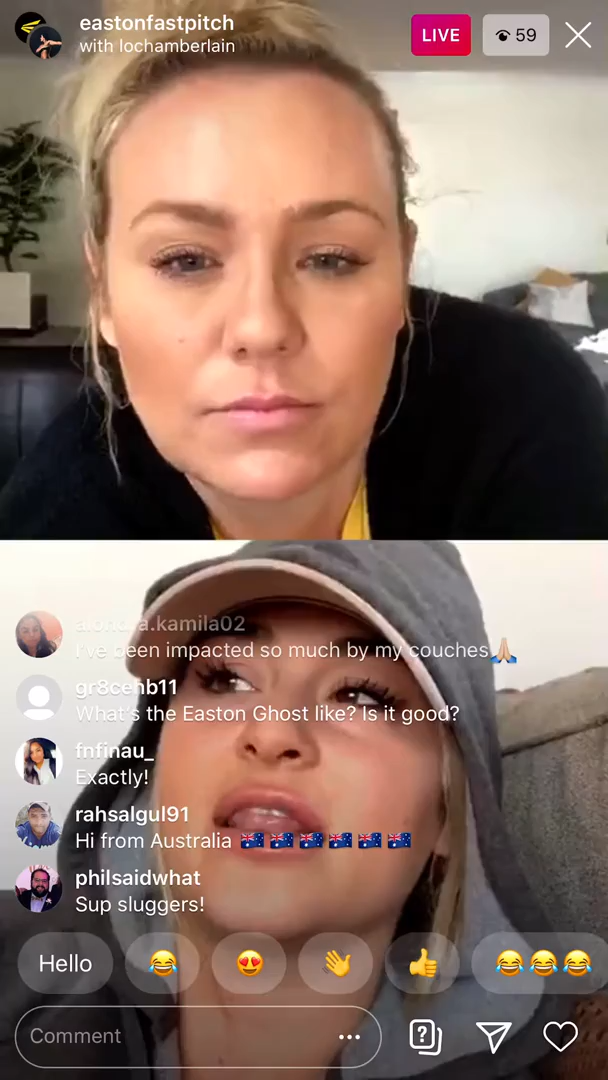 eastonfastpitch
with lochamberlain
LIVE
59
a.kamila02
I've been impacted so much by my couches🙏🏼
gr8cehb11
What's the Easton Ghost like? Is it good?
fnfinau_
Exactly!
rahsalgul91
Hi from Australia 🇦🇺 🇦🇺 🇦🇺 🇦🇺 🇦🇺 🇦🇺
philsaidwhat
Sup sluggers!
Hello 😂 😍 👋 👍 😂😂😂
Comment ...